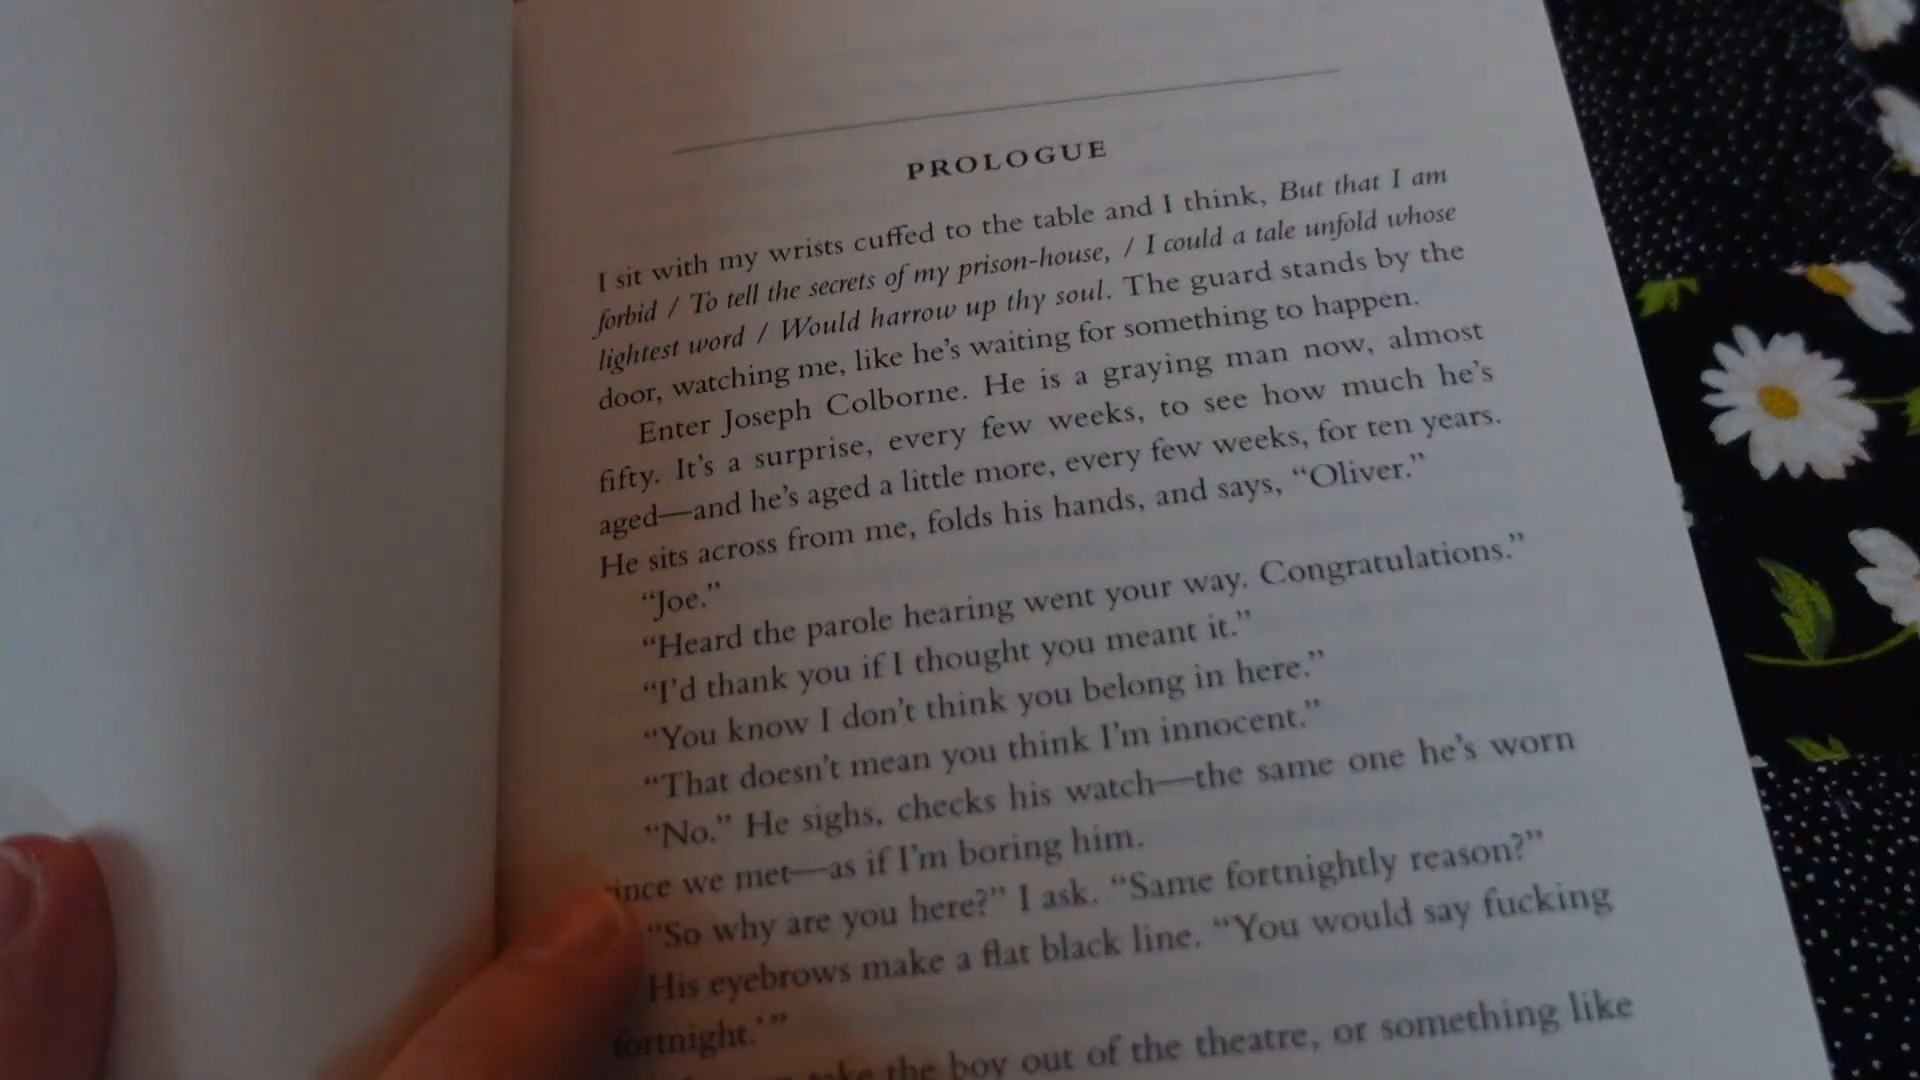 PROLOGUE
I sit with my wrists cuffed to the table and I think, But that I am
forbid / To tell the secrets of my prison-house, / I could a tale unfold whose
lightest word / Would harrow up thy soul. The guard stands by the
door, watching me, like he's waiting for something to happen.
Enter Joseph Colborne. He is a graying man now, almost
fifty. It's a surprise, every few weeks, to see how much he's
aged—and he's aged a little more, every few weeks, for ten years.
He sits across from me, folds his hands, and says, “Oliver.”
“Joe.”
“Heard the parole hearing went your way. Congratulations.”
“I'd thank you if I thought you meant it.”
“You know I don't think you belong in here.”
“That doesn't mean you think I'm innocent.”
“No.” He sighs, checks his watch—the same one he's worn
ince we met—as if I'm boring him.
“So why are you here?” I ask. “Same fortnightly reason?”
His eyebrows make a flat black line. “You would say fucking
fortnight.’”
take the boy out of the theatre, or something like